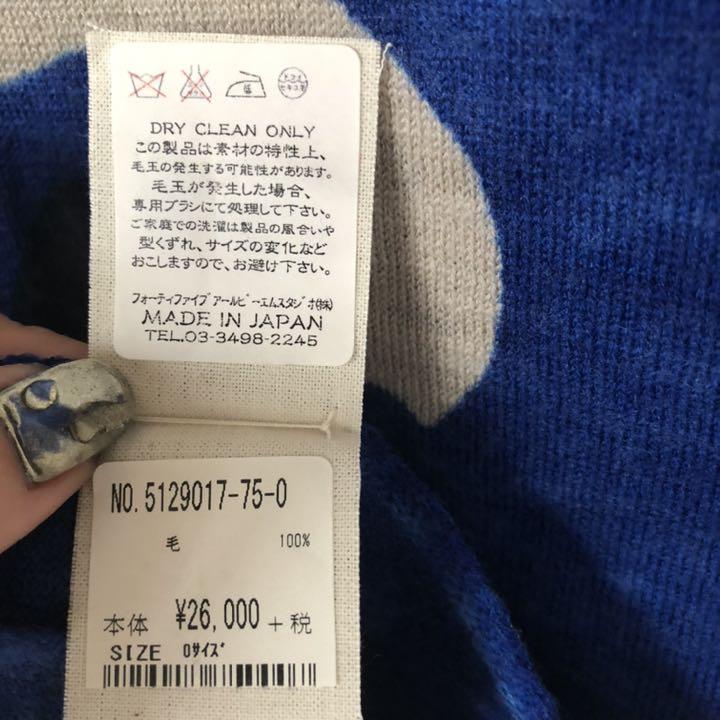 ドライ
セキユ系
DRY CLEAN ONLY
この製品は素材の特性上、
毛玉の発生する可能性があります。
毛玉が発生した場合、
専用ブラシにて処理して下さい。
ご家庭での洗濯は製品の風合いや
型くずれ、サイズの変化など
おこしますので、お避け下さい。
フォーティファイブアールピーエムスタジオ(株)
MADE IN JAPAN
TEL.03-3498-2245
NO. 5129017-75-0
毛 100%
本体 ¥26,000 +税
SIZE 0サイズ